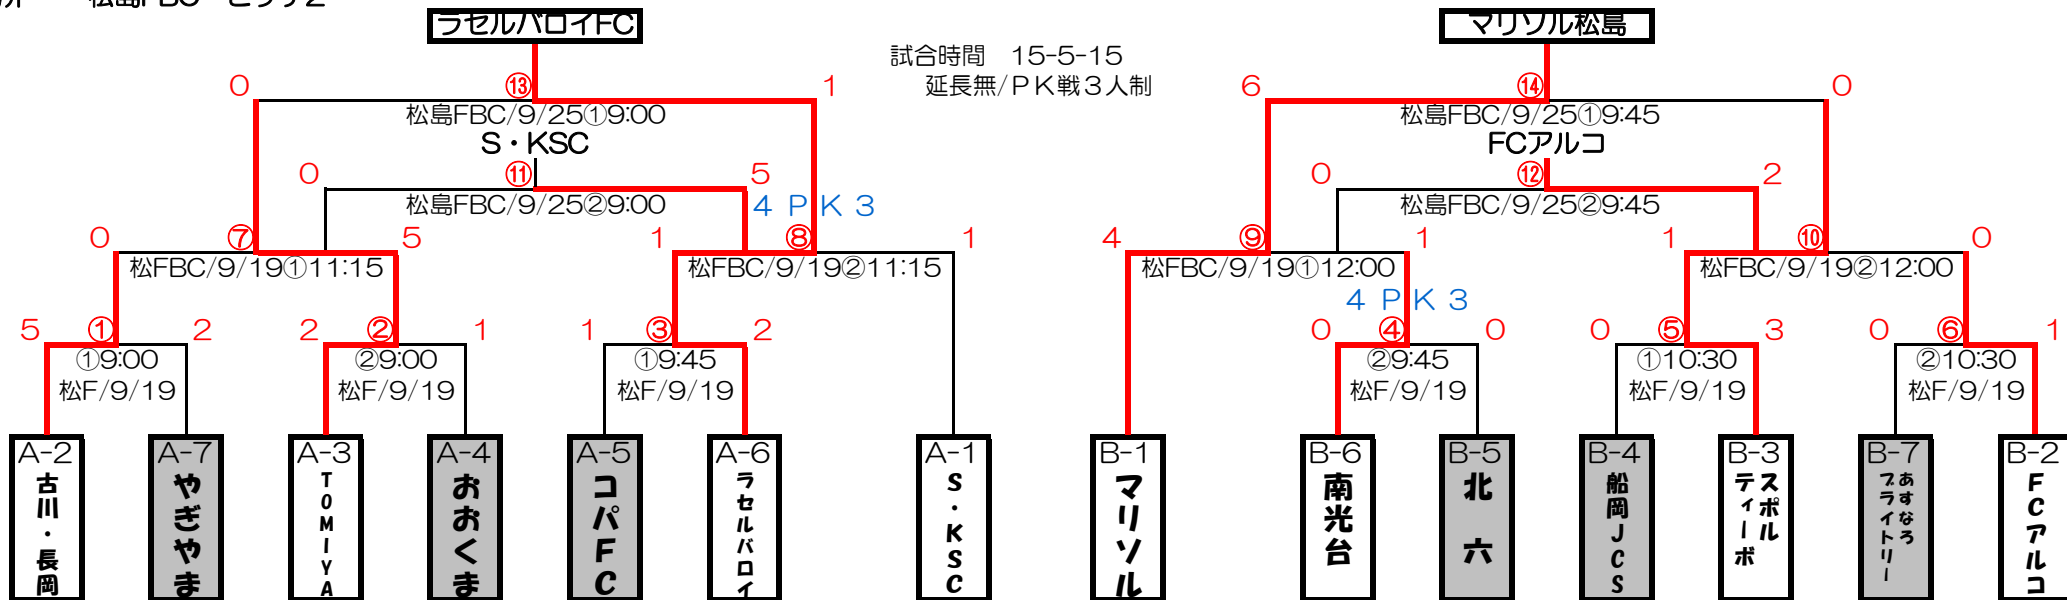 松島FBC ピッチ2
ラセルバロイFC
マリソル松島
試合時間 15-5-15
延長無/PK戦3人制
0 ⑬ 1
6 ⑭ 0
松島FBC/9/25①9:00
松島FBC/9/25①9:45
S・KSC
FCアルコ
0 ⑪ 5
0 ⑫ 2
松島FBC/9/25②9:00
4 PK 3
松島FBC/9/25②9:45
0 ⑦ 5
1 ⑧ 1
4 ⑨ 1
1 ⑩ 0
松FBC/9/19①11:15
松FBC/9/19②11:15
松FBC/9/19①12:00
松FBC/9/19②12:00
4 PK 3
5 ① 2
2 ② 1
1 ③ 2
0 ④ 0
0 ⑤ 3
0 ⑥ 1
①9:00
松F/9/19
②9:00
松F/9/19
①9:45
松F/9/19
②9:45
松F/9/19
①10:30
松F/9/19
②10:30
松F/9/19
A-2
古川・長岡
A-7
やぎやま
A-3
TOMIYA
A-4
おおくま
A-5
コパFC
A-6
ラセルバロイ
A-1
S・KSC
B-1
マリソル
B-6
南光台
B-5
北六
B-4
船岡JCS
B-3
スポル
ティーボ
B-7
あすなろ
ブライトリー
B-2
FCアルコ